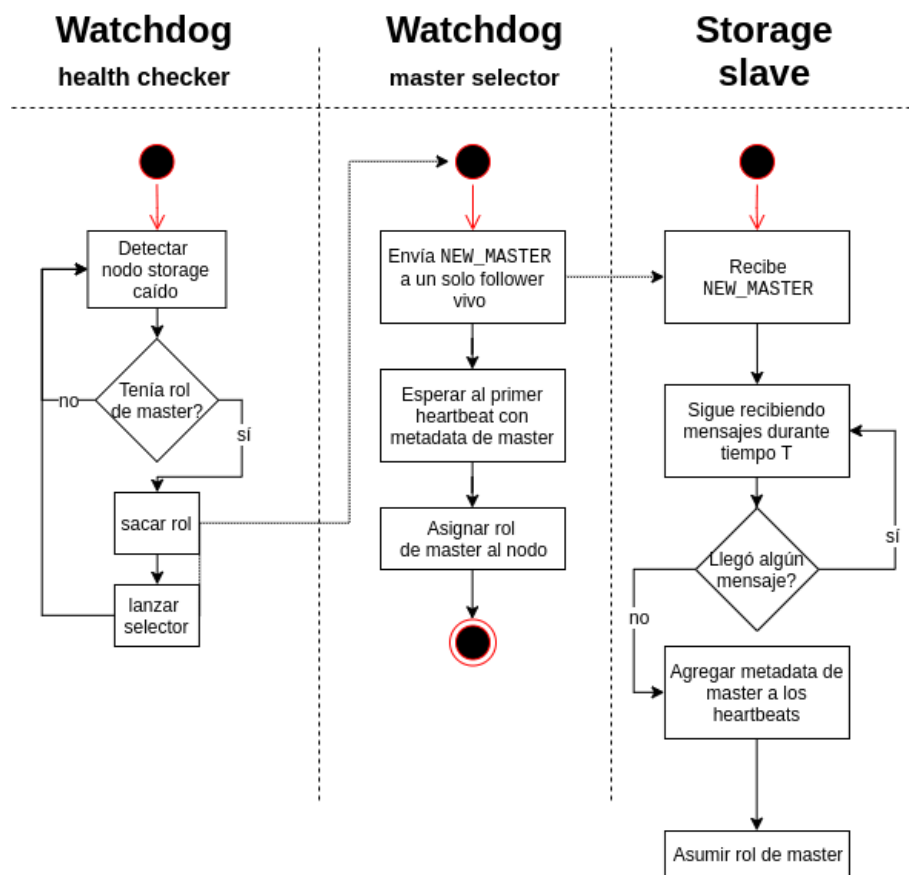 Watchdog
health checker
Watchdog
master selector
Storage
slave
Detectar
nodo storage
caído
Tenía rol
de master?
no
sí
sacar rol
lanzar
selector
Envía NEW_MASTER
a un solo follower
vivo
Esperar al primer
heartbeat con
metadata de master
Asignar rol
de master al nodo
Recibe
NEW_MASTER
Sigue recibiendo
mensajes durante
tiempo T
Llegó algún
mensaje?
sí
no
Agregar metadata de
master a los
heartbeats
Asumir rol de master